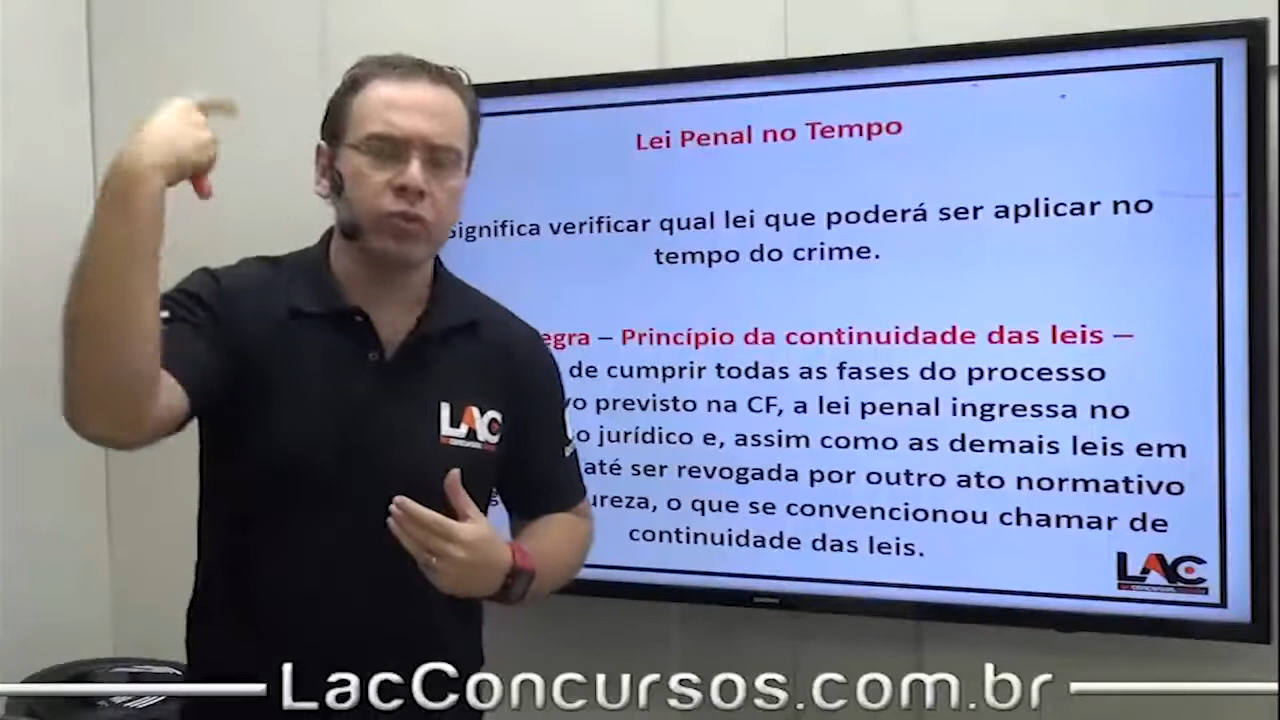 Lei Penal no Tempo
Significa verificar qual lei que poderá ser aplicar no
tempo do crime.
egra – Princípio da continuidade das leis –
de cumprir todas as fases do processo
vo previsto na CF, a lei penal ingressa no
o jurídico e, assim como as demais leis em
até ser revogada por outro ato normativo
ureza, o que se convencionou chamar de
continuidade das leis.
LAC
LAC
CONCURSOS
LacConcursos.com.br